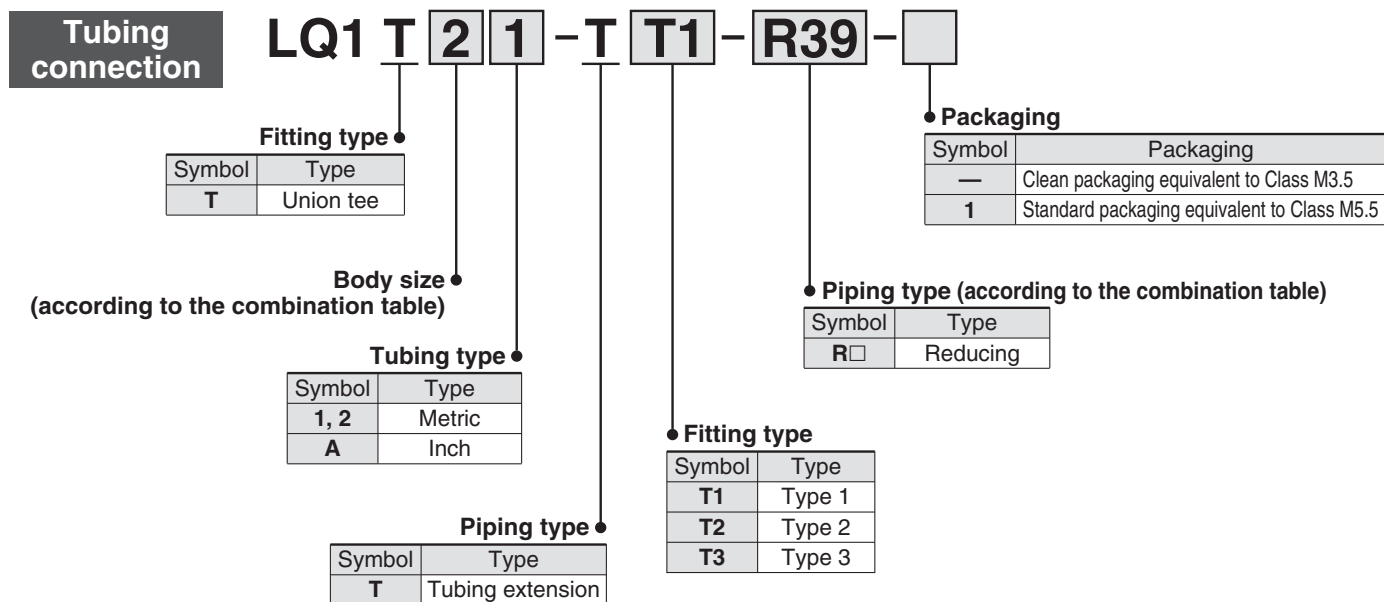 Tubing
connection
LQ1 T 2 1 – T T1 – R39 –
Packaging
Symbol Packaging
— Clean packaging equivalent to Class M3.5
1 Standard packaging equivalent to Class M5.5
Fitting type
Symbol Type
T Union tee
Body size
(according to the combination table)
Piping type (according to the combination table)
Symbol Type
R□ Reducing
Tubing type
Symbol Type
1, 2 Metric
A Inch
Fitting type
Symbol Type
T1 Type 1
T2 Type 2
T3 Type 3
Piping type
Symbol Type
T Tubing extension